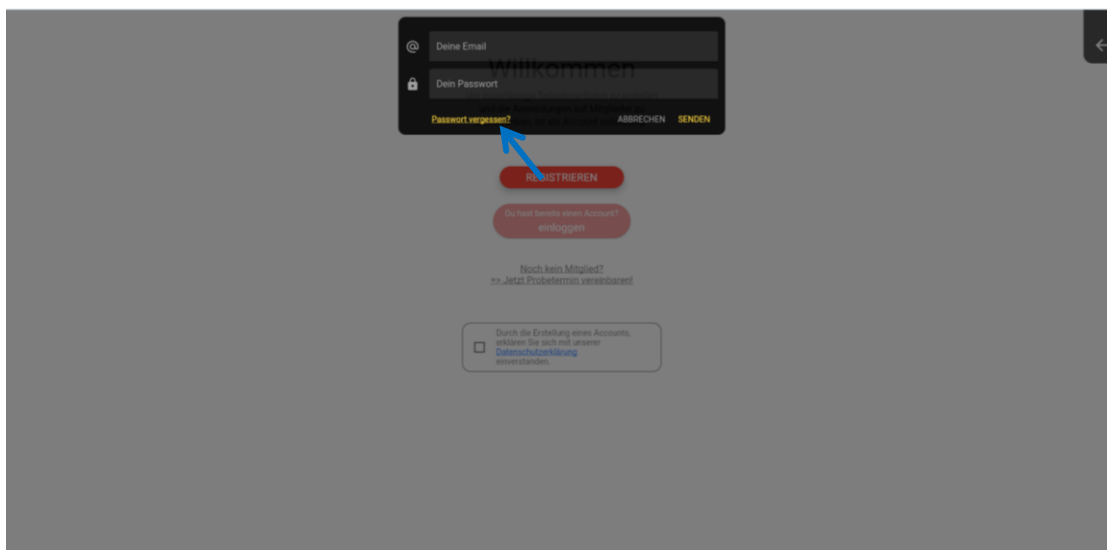 Deine Email
Willkommen
Dein Passwort
Passwort vergessen?
ABBRECHEN SENDEN
REGISTRIEREN
Du hast bereits einen Account?
einloggen
Noch kein Mitglied?
=> Jetzt Probetermin vereinbaren!
Durch die Erstellung eines Accounts,
erklären Sie sich mit unserer
Datenschutzerklärung
einverstanden